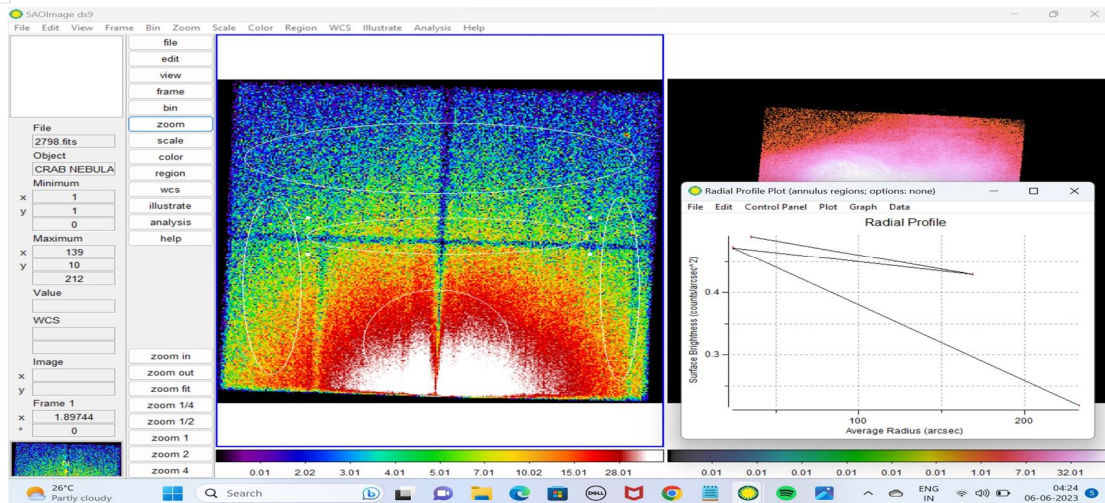 SAOImage ds9
File Edit View Frame Bin Zoom Scale Color Region WCS Illustrate Analysis Help
File
2798.fits
Object
CRAB NEBULA
Minimum
x 1
y 1
0
Maximum
x 139
y 10
212
Value
WCS
Image
x
y
Frame 1
x 1.89744
° 0
file
edit
view
frame
bin
zoom
scale
color
region
wcs
illustrate
analysis
help
zoom in
zoom out
zoom fit
zoom 1/4
zoom 1/2
zoom 1
zoom 2
zoom 4
Radial Profile Plot (annulus regions; options: none)
File Edit Control Panel Plot Graph Data
Radial Profile
Surface Brightness (counts/arcsec^2)
0.4
0.3
100 200
Average Radius (arcsec)
0.01 2.02 3.01 4.01 5.01 7.01 10.02 15.01 28.01
0.01 0.01 0.01 0.01 0.01 0.01 1.01 7.01 32.01
26°C
Partly cloudy
Search
DELL
ENG
IN
04:24
06-06-2023
5